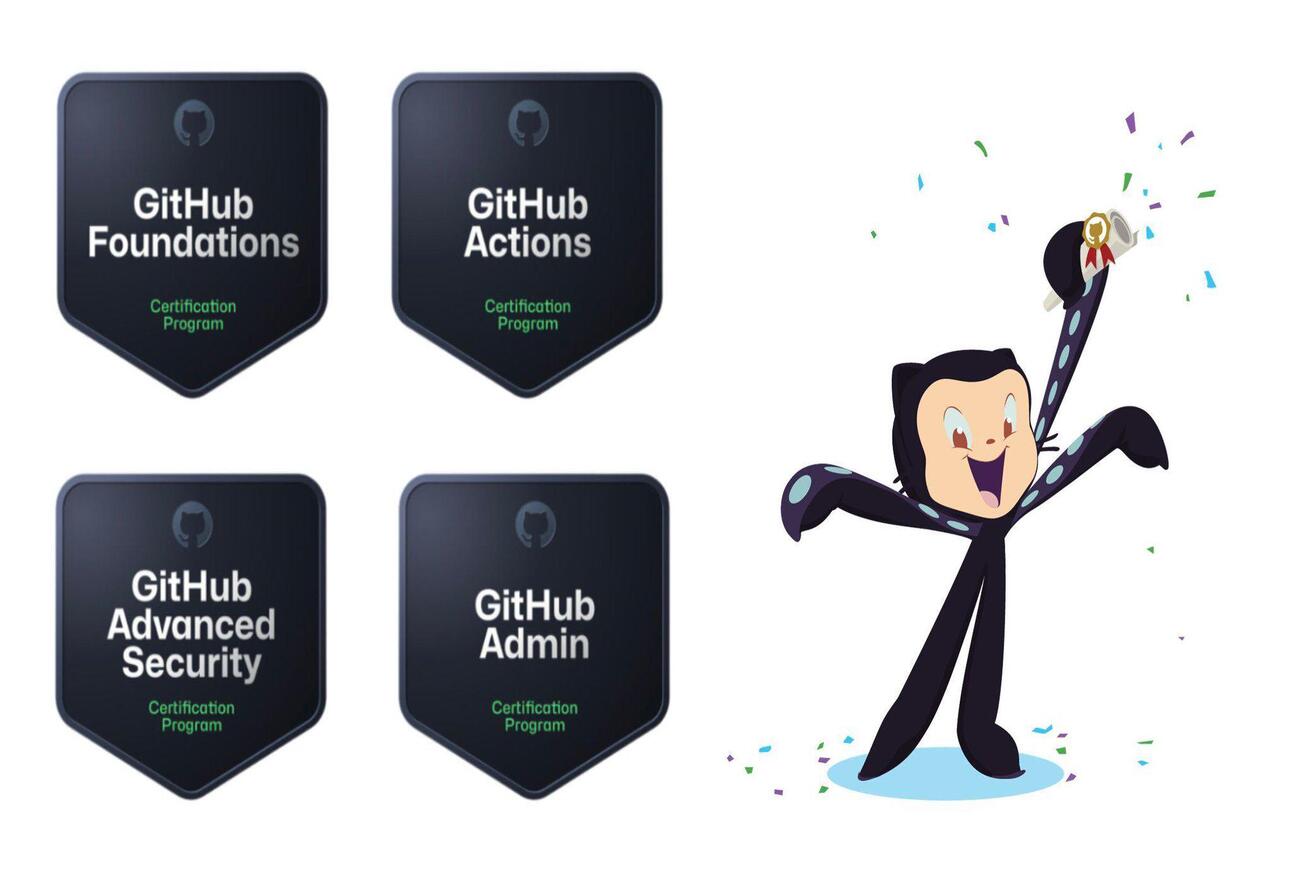 GitHub
Foundations
Certification
Program
GitHub
Actions
Certification
Program
GitHub
Advanced
Security
Certification
Program
GitHub
Admin
Certification
Program